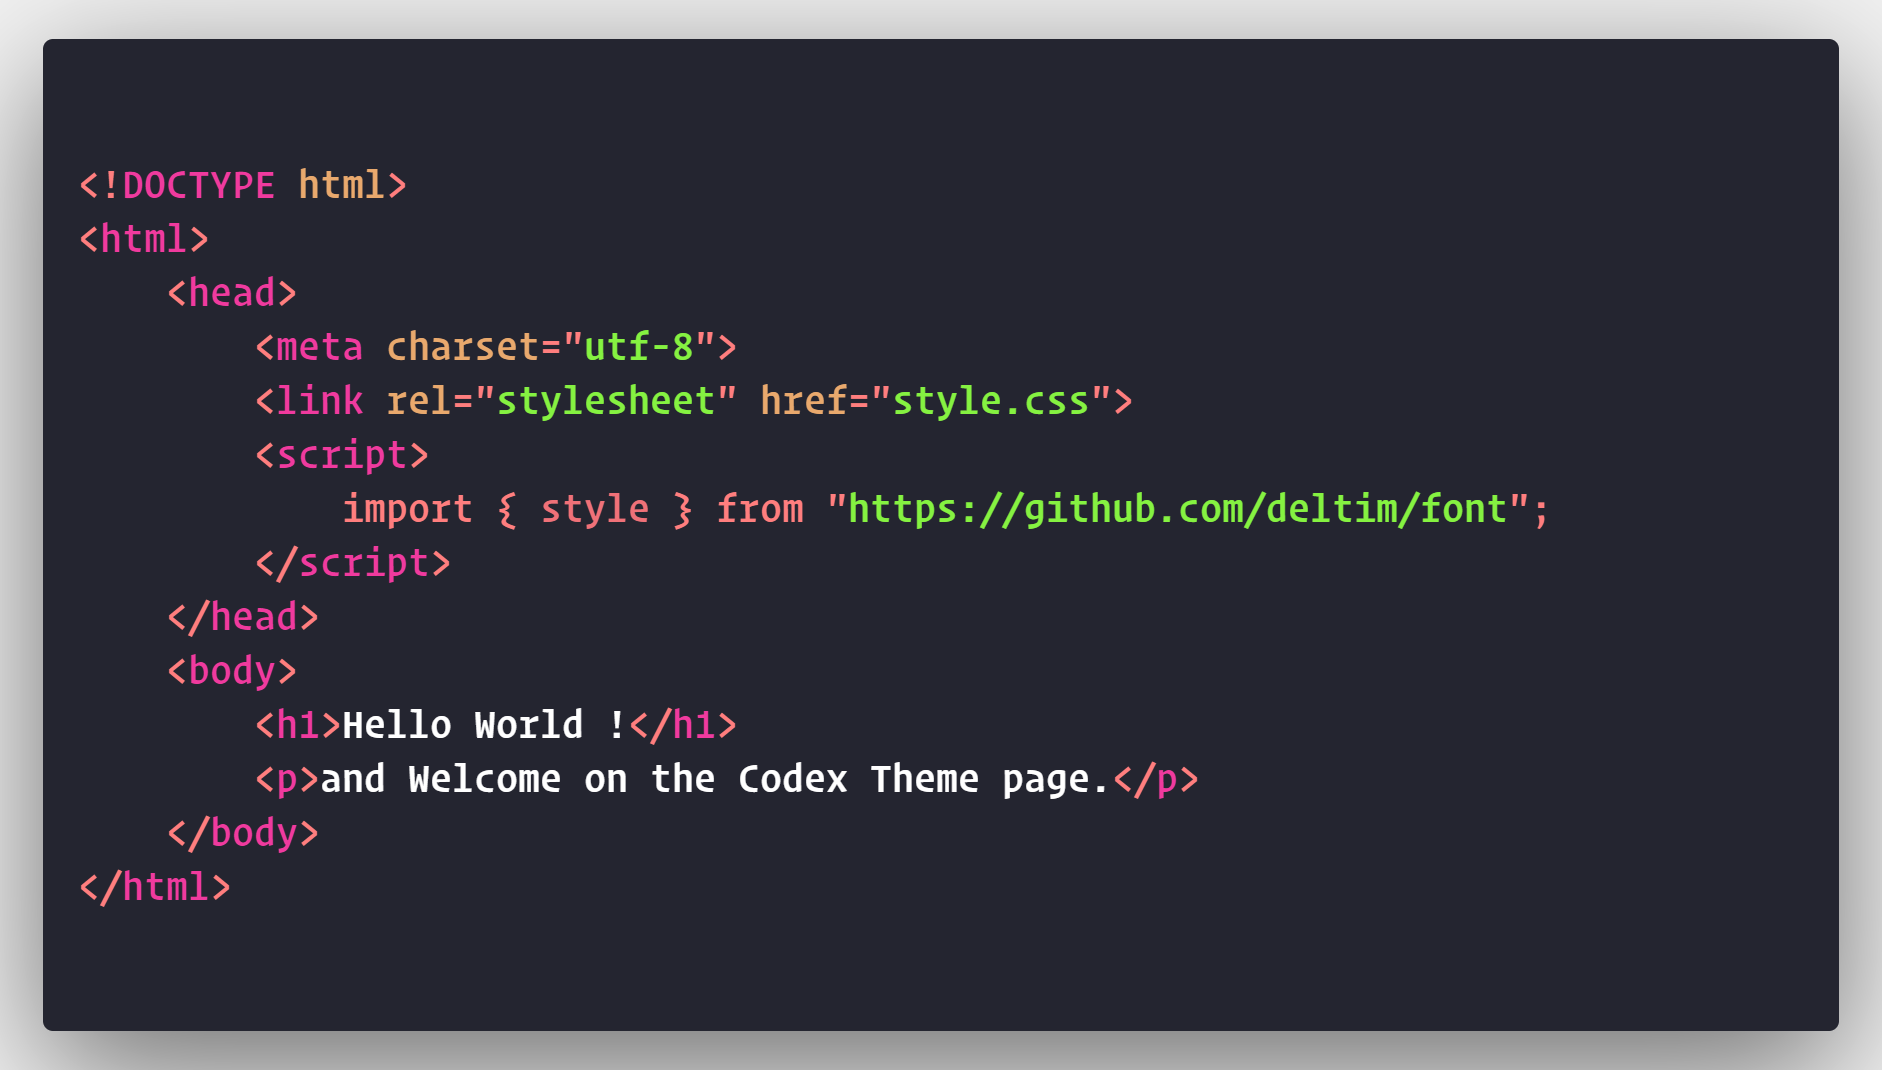 <!DOCTYPE html>
<html>
    <head>
        <meta charset="utf-8">
        <link rel="stylesheet" href="style.css">
        <script>
            import { style } from "https://github.com/deltim/font";
        </script>
    </head>
    <body>
        <h1>Hello World !</h1>
        <p>and Welcome on the Codex Theme page.</p>
    </body>
</html>